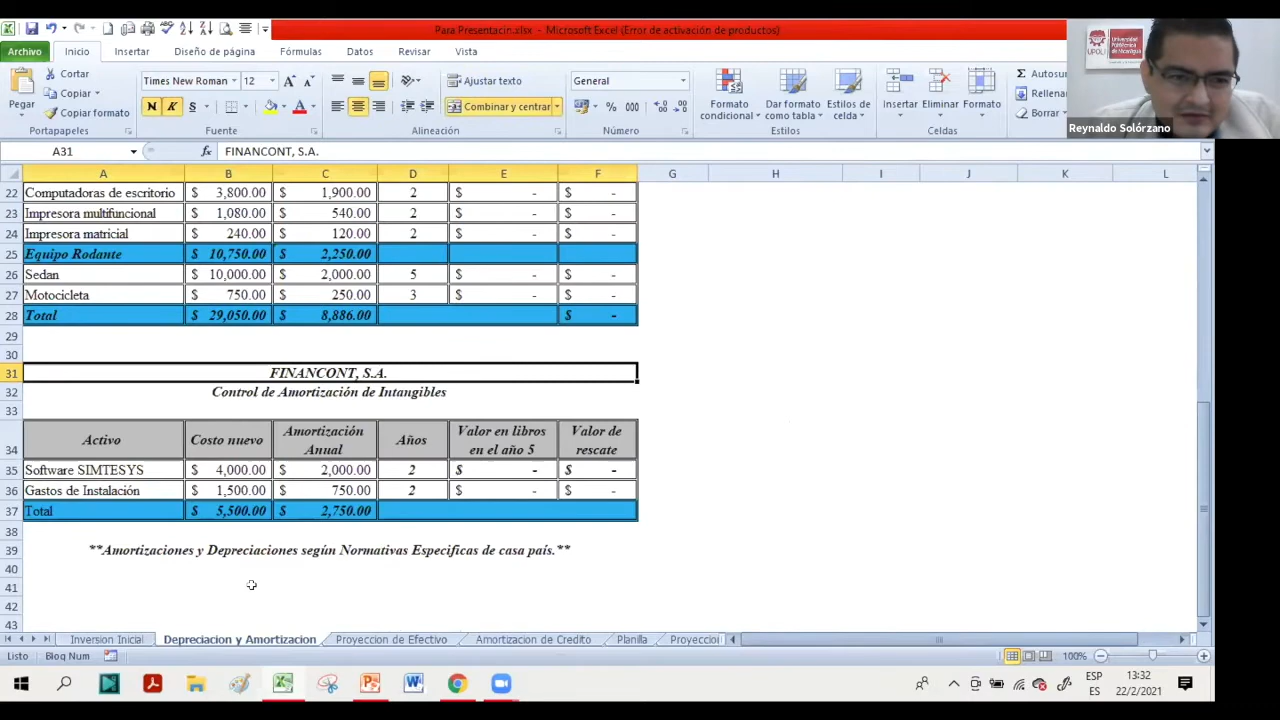 Para Presentacin.xlsx - Microsoft Excel (Error de activación de productos)
Archivo Inicio Insertar Diseño de página Fórmulas Datos Revisar Vista
Pegar
Cortar
Copiar
Copiar formato
Portapapeles
Times New Roman 12
N K S
Fuente
Ajustar texto
Combinar y centrar
Alineación
General
% 000
Número
Formato condicional
Dar formato como tabla
Estilos de celda
Estilos
Insertar Eliminar Formato
Celdas
Autosu
Rellena
Borrar
UPOLI
Universidad
Politécnica
de Nicaragua
Reynaldo Solórzano
A31 fx FINANCONT, S.A.
A B C D E F G H I J K L
22 Computadoras de escritorio $ 3,800.00 $ 1,900.00 2 $ - $ -
23 Impresora multifuncional $ 1,080.00 $ 540.00 2 $ - $ -
24 Impresora matricial $ 240.00 $ 120.00 2 $ - $ -
25 Equipo Rodante $ 10,750.00 $ 2,250.00
26 Sedan $ 10,000.00 $ 2,000.00 5 $ - $ -
27 Motocicleta $ 750.00 $ 250.00 3 $ - $ -
28 Total $ 29,050.00 $ 8,886.00 $ -
29
30
31 FINANCONT, S.A.
32 Control de Amortización de Intangibles
33
34 Activo Costo nuevo Amortización Anual Años Valor en libros en el año 5 Valor de rescate
35 Software SIMTESYS $ 4,000.00 $ 2,000.00 2 $ - $ -
36 Gastos de Instalación $ 1,500.00 $ 750.00 2 $ - $ -
37 Total $ 5,500.00 $ 2,750.00
38
39 **Amortizaciones y Depreciaciones según Normativas Especificas de casa país.**
40
41
42
43
Inversion Inicial Depreciacion y Amortizacion Proyeccion de Efectivo Amortizacion de Credito Planilla Proyeccion
Listo Bloq Num 100%
ESP
ES
13:32
22/2/2021